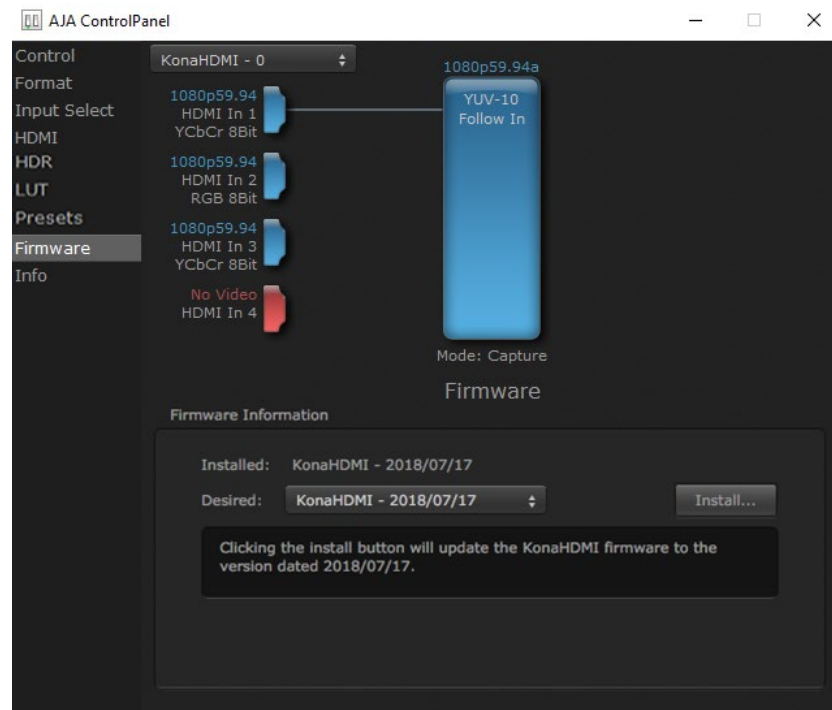 AJA ControlPanel
Control
Format
Input Select
HDMI
HDR
LUT
Presets
Firmware
Info
KonaHDMI - 0
1080p59.94
HDMI In 1
YCbCr 8Bit
1080p59.94
HDMI In 2
RGB 8Bit
1080p59.94
HDMI In 3
YCbCr 8Bit
No Video
HDMI In 4
1080p59.94a
YUV-10
Follow In
Mode: Capture
Firmware
Firmware Information
Installed: KonaHDMI - 2018/07/17
Desired: KonaHDMI - 2018/07/17 Install...
Clicking the install button will update the KonaHDMI firmware to the
version dated 2018/07/17.